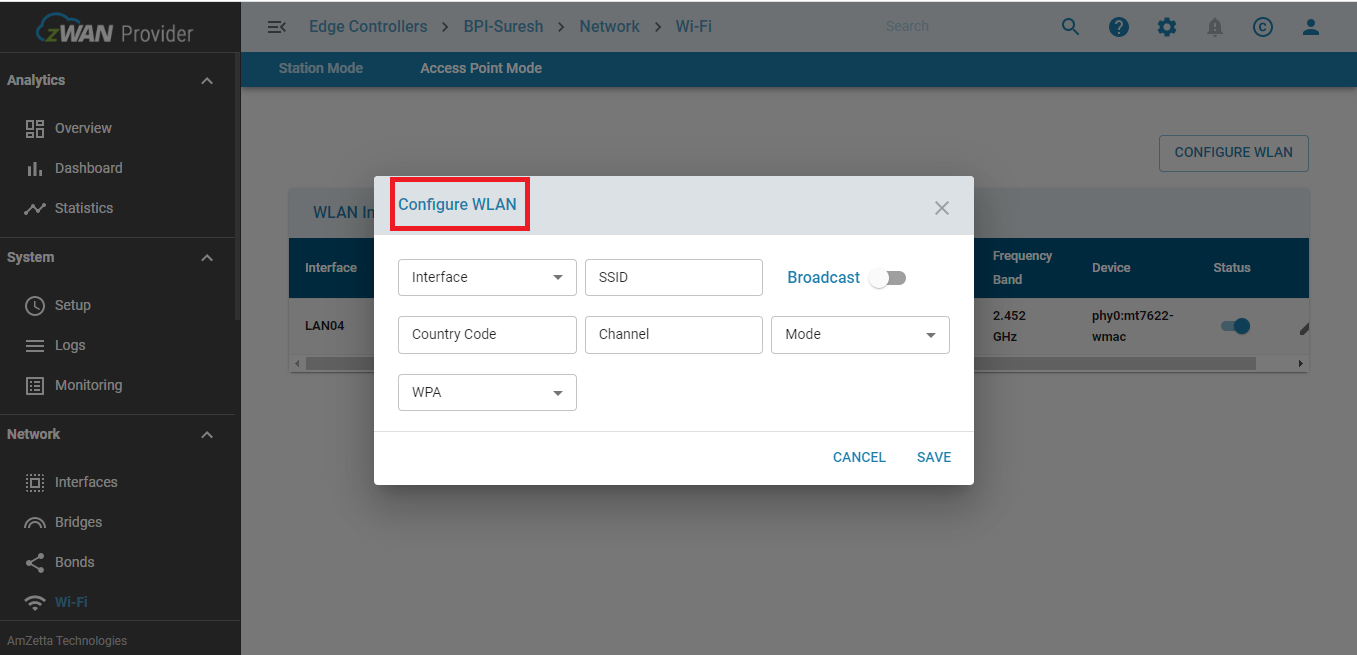 zWAN Provider
Edge Controllers > BPI-Suresh > Network > Wi-Fi
Search
Station Mode
Access Point Mode
Analytics
Overview
Dashboard
Statistics
System
Setup
Logs
Monitoring
Network
Interfaces
Bridges
Bonds
Wi-Fi
AmZetta Technologies
CONFIGURE WLAN
WLAN In
Interface
Frequency
Band
Device
Status
LAN04
2.452
GHz
phy0:mt7622-
wmac
Configure WLAN
Interface
SSID
Broadcast
Country Code
Channel
Mode
WPA
CANCEL
SAVE